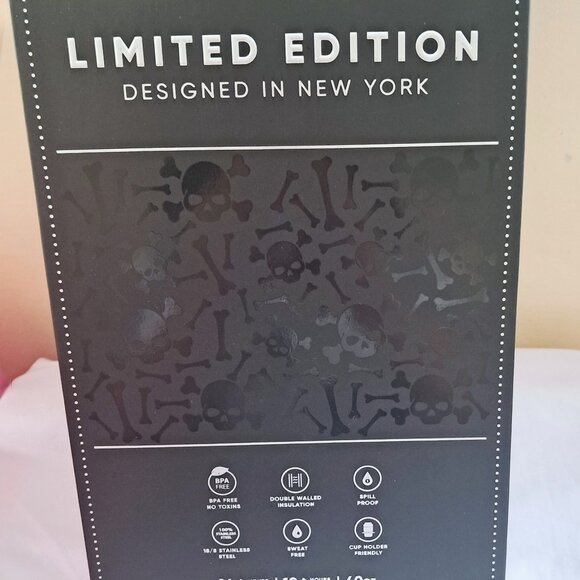 LIMITED EDITION
DESIGNED IN NEW YORK
BPA
FREE
BPA FREE
NO TOXINS
DOUBLE WALLED
INSULATION
SPILL
PROOF
100%
STAINLESS
STEEL
18/8 STAINLESS
STEEL
SWEAT
FREE
CUP HOLDER
FRIENDLY